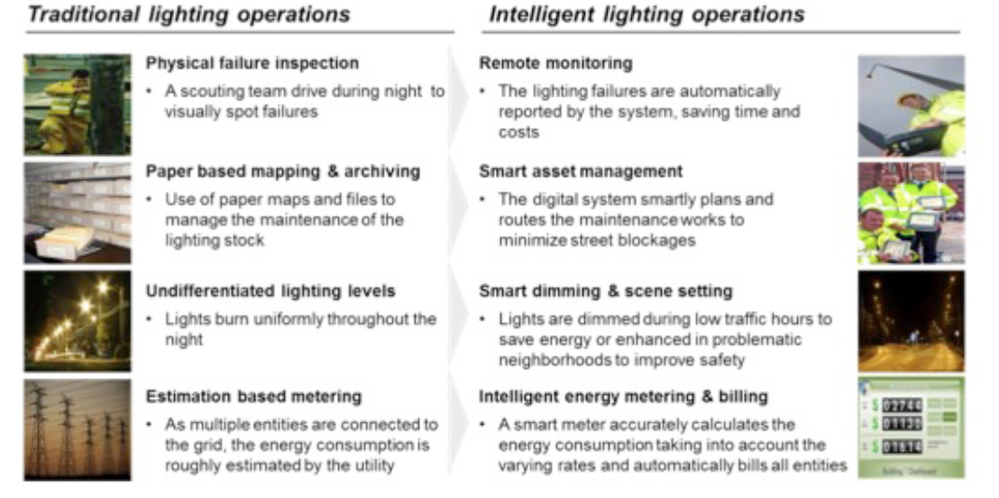 Traditional lighting operations
Intelligent lighting operations
Physical failure inspection
• A scouting team drive during night to
visually spot failures
Remote monitoring
• The lighting failures are automatically
reported by the system, saving time and
costs
Paper based mapping & archiving
• Use of paper maps and files to
manage the maintenance of the
lighting stock
Smart asset management
• The digital system smartly plans and
routes the maintenance works to
minimize street blockages
Undifferentiated lighting levels
• Lights burn uniformly throughout the
night
Smart dimming & scene setting
• Lights are dimmed during low traffic hours to
save energy or enhanced in problematic
neighborhoods to improve safety
Estimation based metering
• As multiple entities are connected to
the grid, the energy consumption is
roughly estimated by the utility
Intelligent energy metering & billing
• A smart meter accurately calculates the
energy consumption taking into account the
varying rates and automatically bills all entities
$ 02744
$ 01130
$ 01614